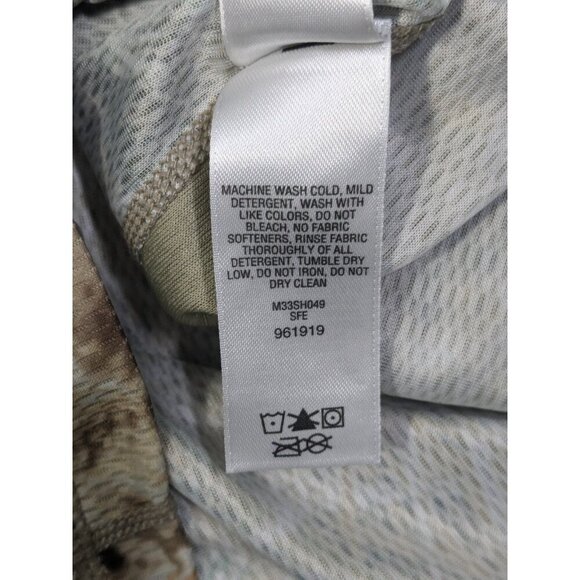 MACHINE WASH COLD, MILD
DETERGENT, WASH WITH
LIKE COLORS, DO NOT
BLEACH, NO FABRIC
SOFTENERS, RINSE FABRIC
THOROUGHLY OF ALL
DETERGENT, TUMBLE DRY
LOW, DO NOT IRON, DO NOT
DRY CLEAN
M33SH049
SFE
961919